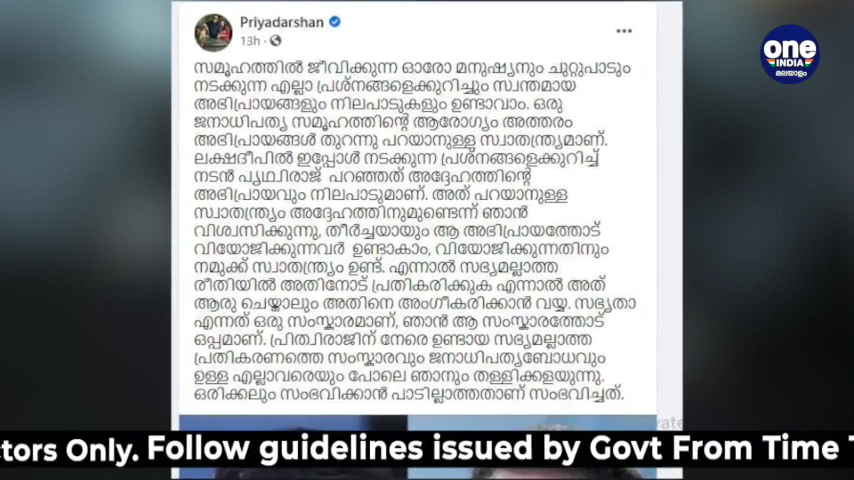 Priyadarshan
13h
one
INDIA
മലയാളം
സമൂഹത്തിൽ ജീവിക്കുന്ന ഓരോ മനുഷ്യനും ചുറ്റുപാടും
നടക്കുന്ന എല്ലാ പ്രശ്നങ്ങളെക്കുറിച്ചും സ്വന്തമായ
അഭിപ്രായങ്ങളും നിലപാടുകളും ഉണ്ടാവാം. ഒരു
ജനാധിപത്യ സമൂഹത്തിന്റെ ആരോഗ്യം അത്തരം
അഭിപ്രായങ്ങൾ തുറന്നു പറയാനുള്ള സ്വാതന്ത്ര്യമാണ്.
ലക്ഷദീപിൽ ഇപ്പോൾ നടക്കുന്ന പ്രശ്നങ്ങളെക്കുറിച്ച്
നടൻ പൃഥ്വിരാജ് പറഞ്ഞത് അദ്ദേഹത്തിന്റെ
അഭിപ്രായവും നിലപാടുമാണ്. അത് പറയാനുള്ള
സ്വാതന്ത്ര്യം അദ്ദേഹത്തിനുമുണ്ടെന്ന് ഞാൻ
വിശ്വസിക്കുന്നു, തീർച്ചയായും ആ അഭിപ്രായത്തോട്
വിയോജിക്കുന്നവർ ഉണ്ടാകാം, വിയോജിക്കുന്നതിനും
നമുക്ക് സ്വാതന്ത്ര്യം ഉണ്ട്. എന്നാൽ സഭ്യമല്ലാത്ത
രീതിയിൽ അതിനോട് പ്രതികരിക്കുക എന്നാൽ അത്
ആരു ചെയ്താലും അതിനെ അംഗീകരിക്കാൻ വയ്യ. സഭ്യതാ
എന്നത് ഒരു സംസ്കാരമാണ്, ഞാൻ ആ സംസ്കാരത്തോട്
ഒപ്പമാണ്. പ്രിത്വിരാജിന് നേരെ ഉണ്ടായ സഭ്യമല്ലാത്ത
പ്രതികരണത്തെ സംസ്കാരവും ജനാധിപത്യബോധവും
ഉള്ള എല്ലാവരെയും പോലെ ഞാനും തള്ളിക്കളയുന്നു.
ഒരിക്കലും സംഭവിക്കാൻ പാടില്ലാത്തതാണ് സംഭവിച്ചത്.
ctors Only. Follow guidelines issued by Govt From Time T